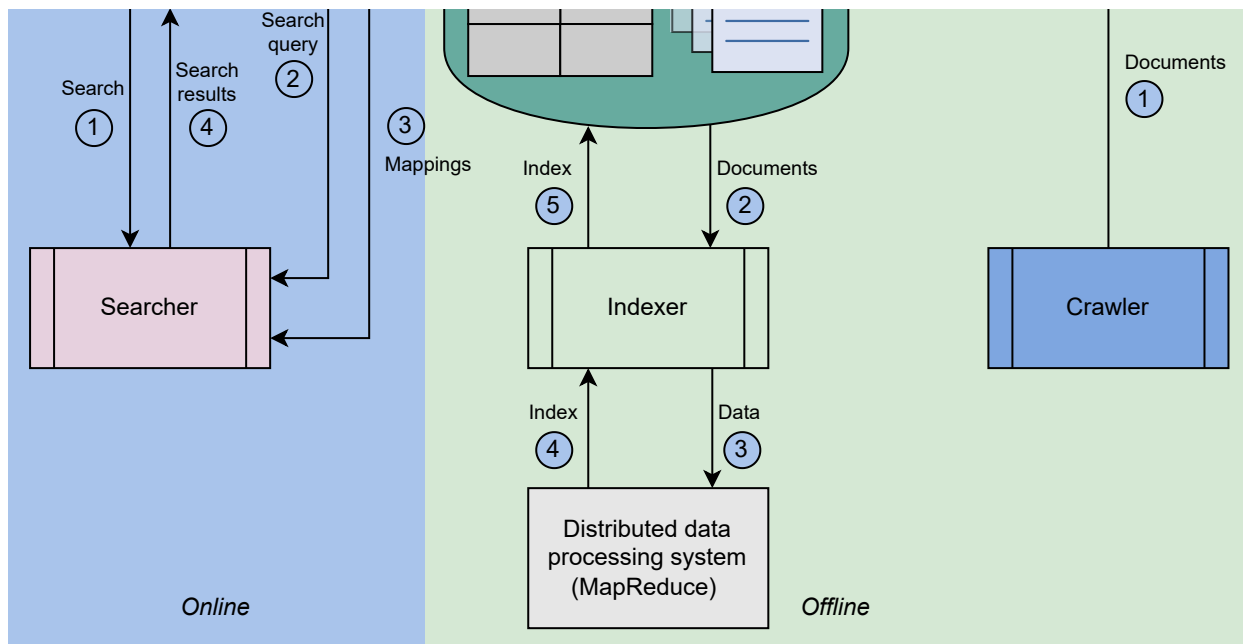 Search
query
2
Search
1
Search
results
4
3
Mappings
Documents
1
Index
5
Documents
2
Searcher
Indexer
Crawler
Index
4
Data
3
Distributed data
processing system
(MapReduce)
Online
Offline